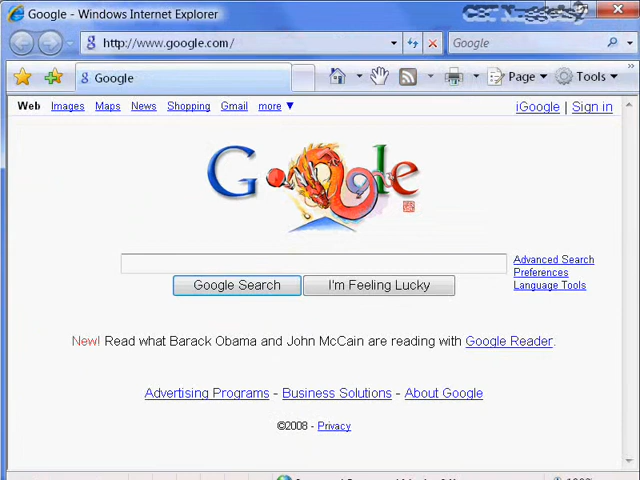 Google - Windows Internet Explorer
CBT Nuggets
http://www.google.com/
Google
Google
Page
Tools
Web Images Maps News Shopping Gmail more
iGoogle | Sign in
Google
Advanced Search
Preferences
Language Tools
Google Search
I'm Feeling Lucky
New! Read what Barack Obama and John McCain are reading with Google Reader.
Advertising Programs - Business Solutions - About Google
©2008 - Privacy